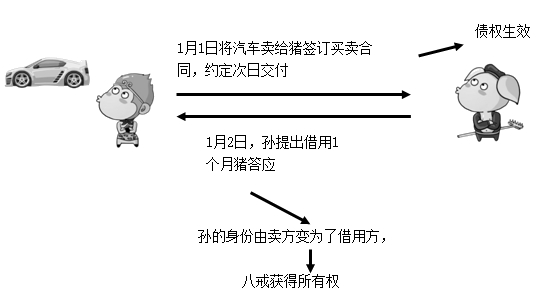 债权生效
1月1日将汽车卖给猪签订买卖合
同，约定次日交付
1月2日，孙提出借用1
个月猪答应
孙的身份由卖方变为了借用方，
八戒获得所有权